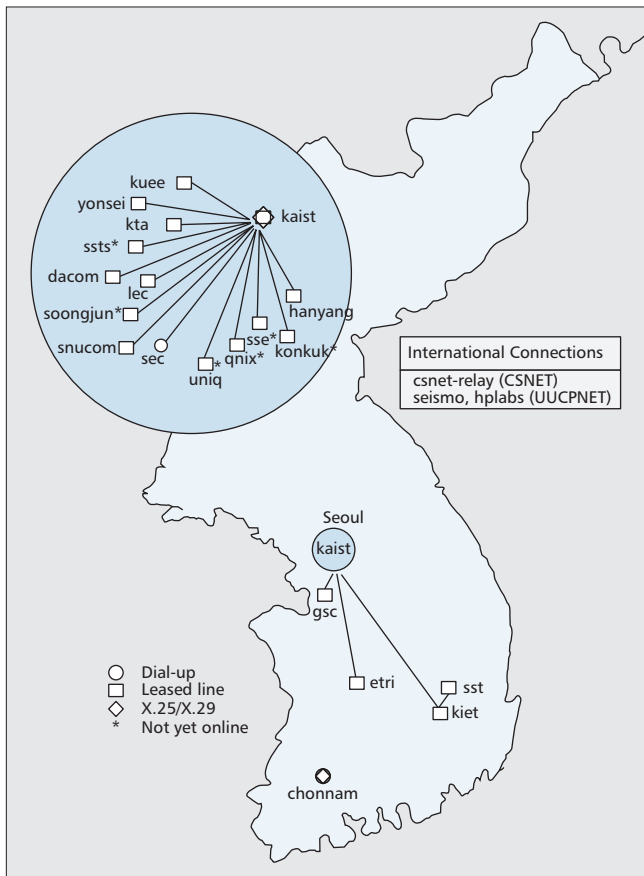 kuee
yonsei
kaist
kta
ssts*
dacom
lec
hanyang
soongjun*
sse*
konkuk*
snucom
sec
qnix*
uniq*
International Connections
csnet-relay (CSNET)
seismo, hplabs (UUCPNET)
Seoul
kaist
gsc
Dial-up
Leased line
X.25/X.29
* Not yet online
etri
sst
kiet
chonnam